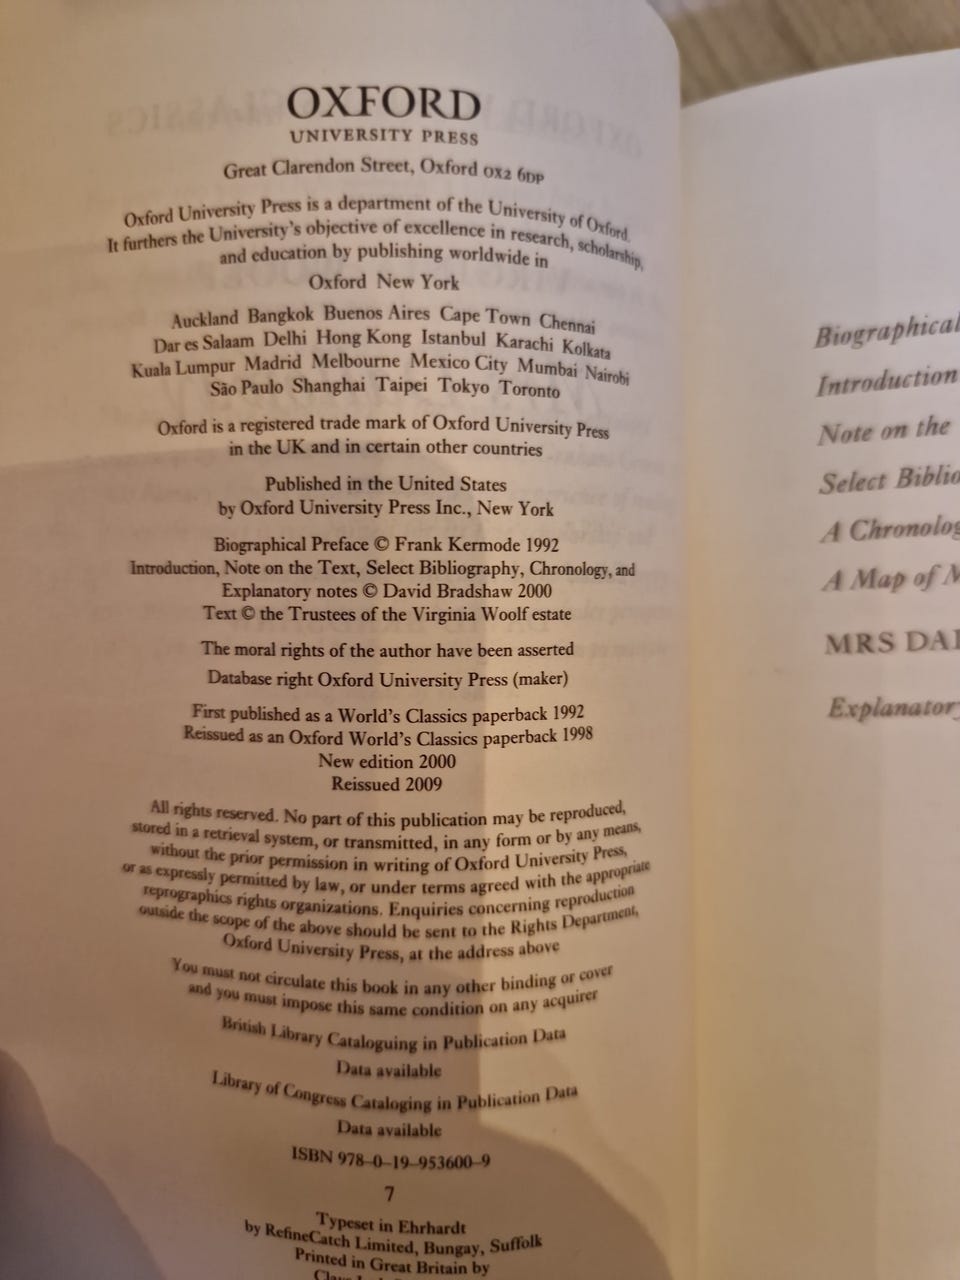 OXFORD
UNIVERSITY PRESS
Great Clarendon Street, Oxford OX2 6DP
Oxford University Press is a department of the University of Oxford.
It furthers the University's objective of excellence in research, scholarship,
and education by publishing worldwide in
Oxford New York
Auckland Bangkok Buenos Aires Cape Town Chennai
Dar es Salaam Delhi Hong Kong Istanbul Karachi Kolkata
Kuala Lumpur Madrid Melbourne Mexico City Mumbai Nairobi
São Paulo Shanghai Taipei Tokyo Toronto
Oxford is a registered trade mark of Oxford University Press
in the UK and in certain other countries
Published in the United States
by Oxford University Press Inc., New York
Biographical Preface © Frank Kermode 1992
Introduction, Note on the Text, Select Bibliography, Chronology, and
Explanatory notes © David Bradshaw 2000
Text © the Trustees of the Virginia Woolf estate
The moral rights of the author have been asserted
Database right Oxford University Press (maker)
First published as a World's Classics paperback 1992
Reissued as an Oxford World's Classics paperback 1998
New edition 2000
Reissued 2009
All rights reserved. No part of this publication may be reproduced,
stored in a retrieval system, or transmitted, in any form or by any means,
without the prior permission in writing of Oxford University Press,
or as expressly permitted by law, or under terms agreed with the appropriate
reprographics rights organizations. Enquiries concerning reproduction
outside the scope of the above should be sent to the Rights Department,
Oxford University Press, at the address above
You must not circulate this book in any other binding or cover
and you must impose this same condition on any acquirer
British Library Cataloguing in Publication Data
Data available
Library of Congress Cataloging in Publication Data
Data available
ISBN 978-0-19-953600-9
7
Typeset in Ehrhardt
by RefineCatch Limited, Bungay, Suffolk
Printed in Great Britain by
Biographical
Introduction
Note on the
Select Biblio
A Chronolog
A Map of M
MRS DAL
Explanatory